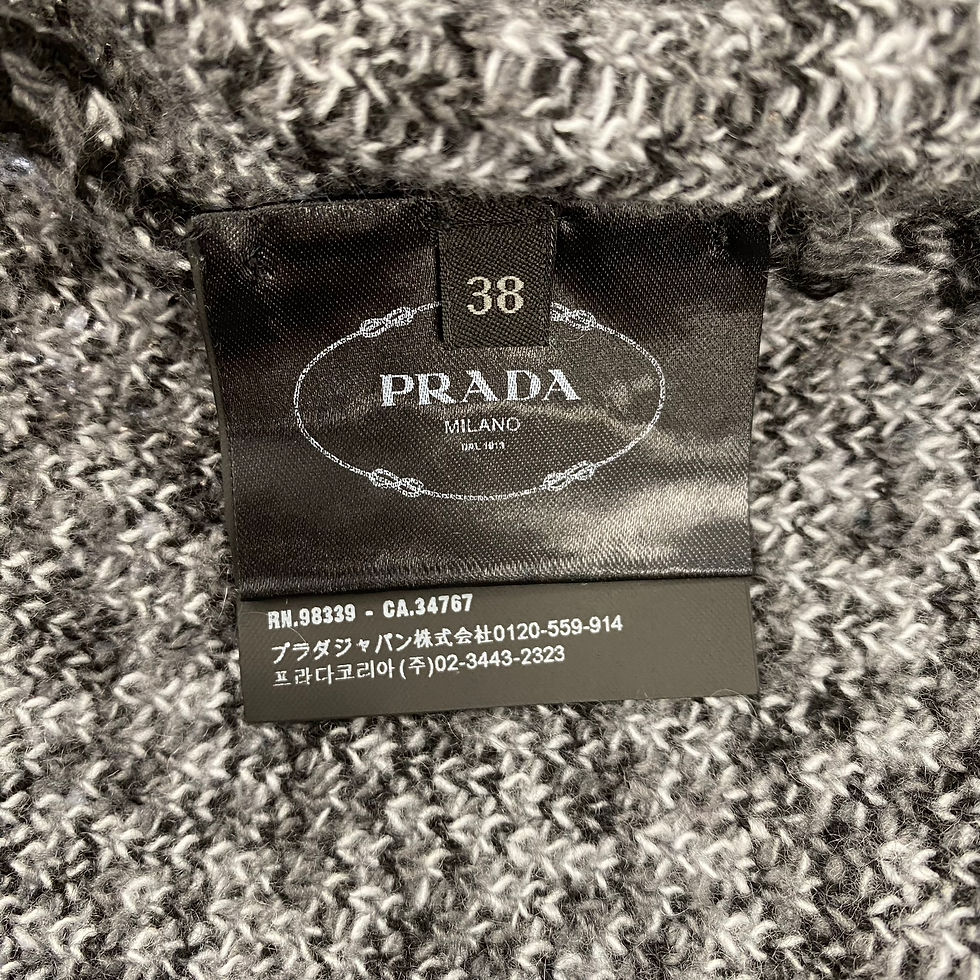 38
PRADA
MILANO
DAL 1913
RN.98339 - CA.34767
プラダジャパン株式会社0120-559-914
프라다코리아(주)02-3443-2323